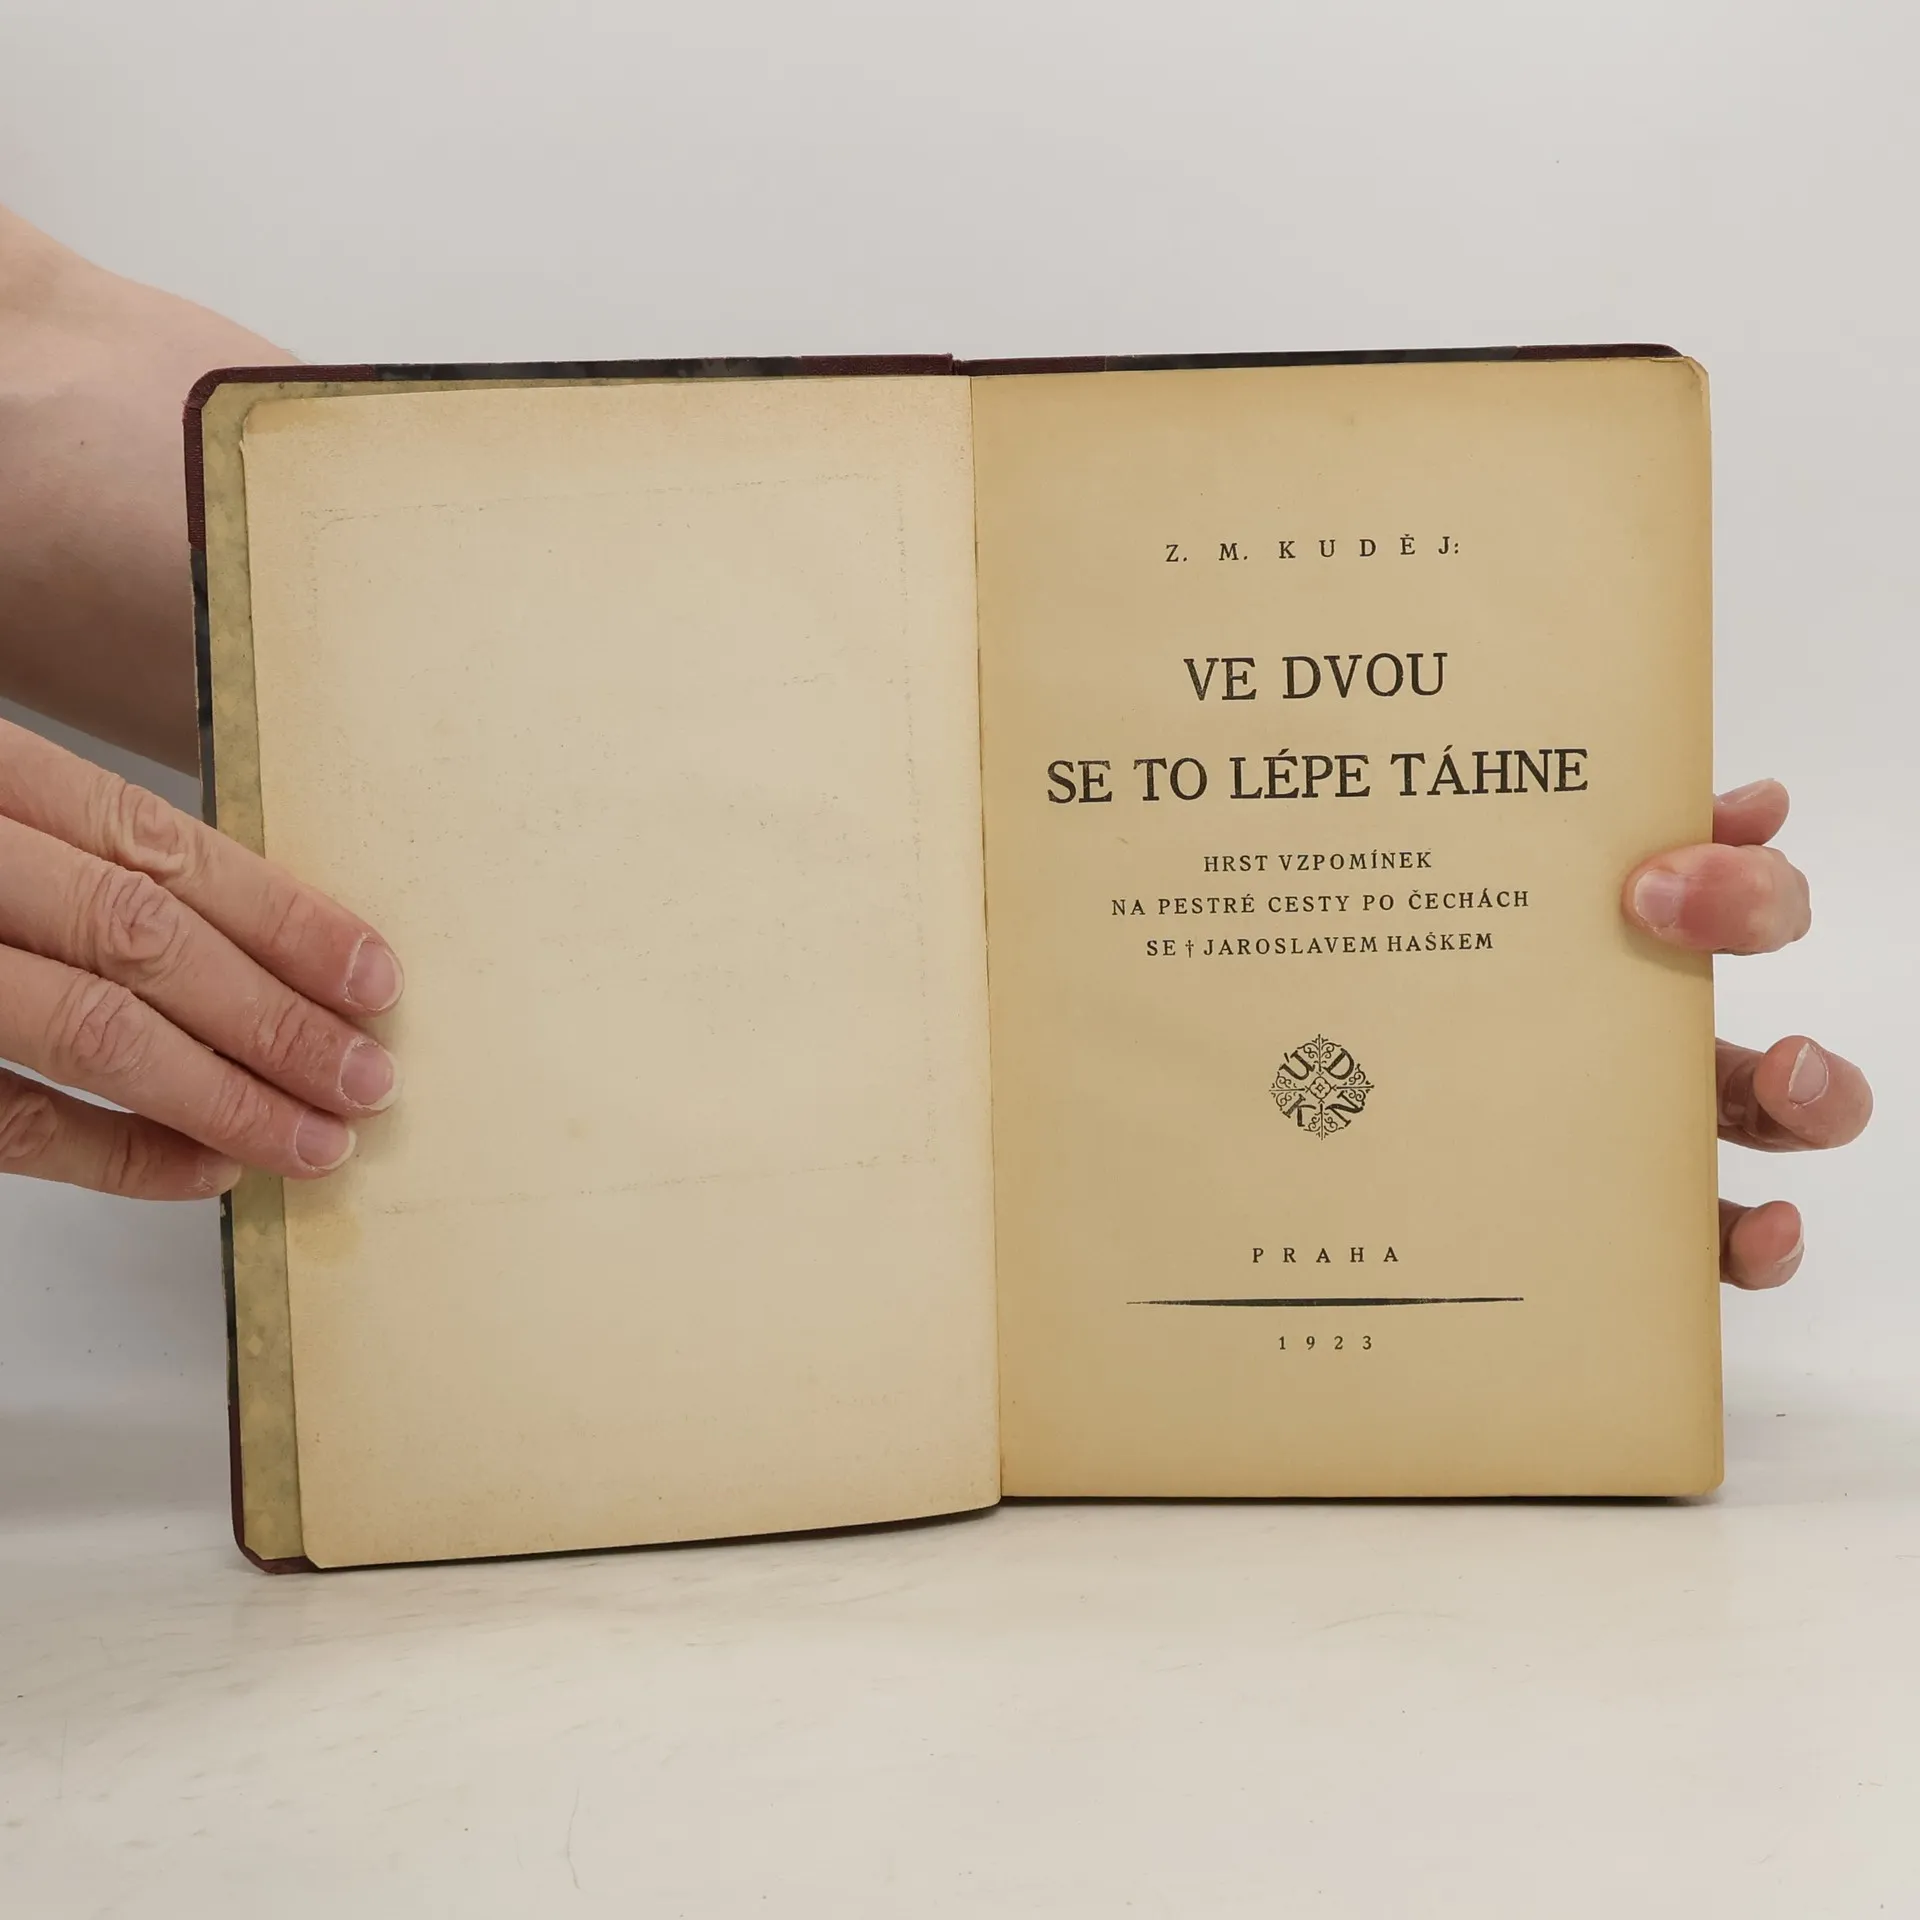 Z. M. KUDĚJ:
VE DVOU
SE TO LÉPE TÁHNE
HRST VZPOMÍNEK
NA PESTRÉ CESTY PO ČECHÁCH
SE † JAROSLAVEM HAŠKEM
Ú D
K N
PRAHA
1923